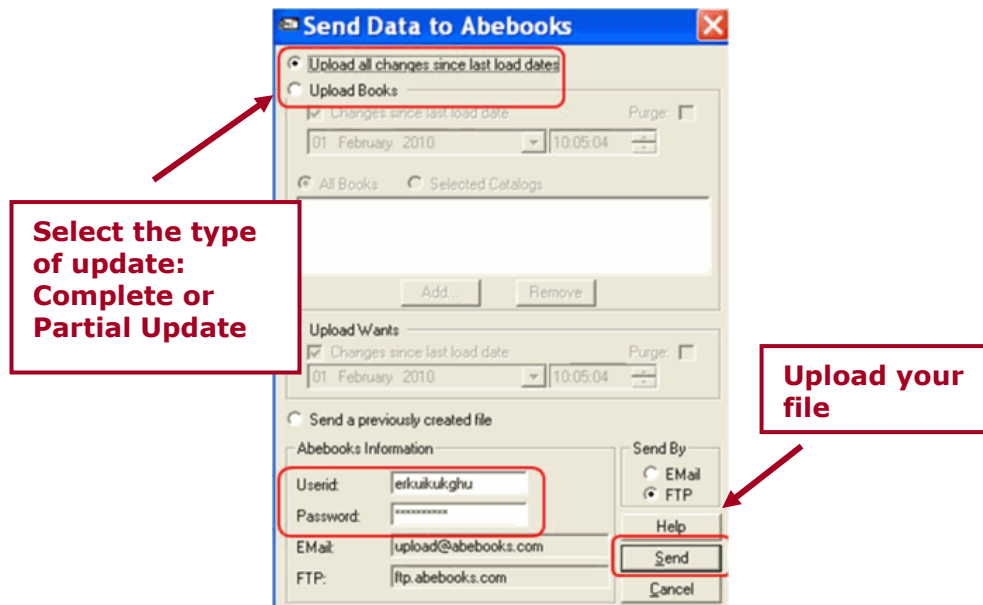 Send Data to Abebooks
Upload all changes since last load dates
Upload Books
Changes since last load date Purge:
01 February 2010 10:05:04
All Books Selected Catalogs
Select the type
of update:
Complete or
Partial Update
Add... Remove
Upload Wants
Changes since last load date Purge:
01 February 2010 10:05:04
Upload your
file
Send a previously created file
Abebooks Information
Send By
Userid: erkuikukghu
EMail
FTP
Password: **********
Help
EMail: upload@abebooks.com
Send
FTP: ftp.abebooks.com
Cancel